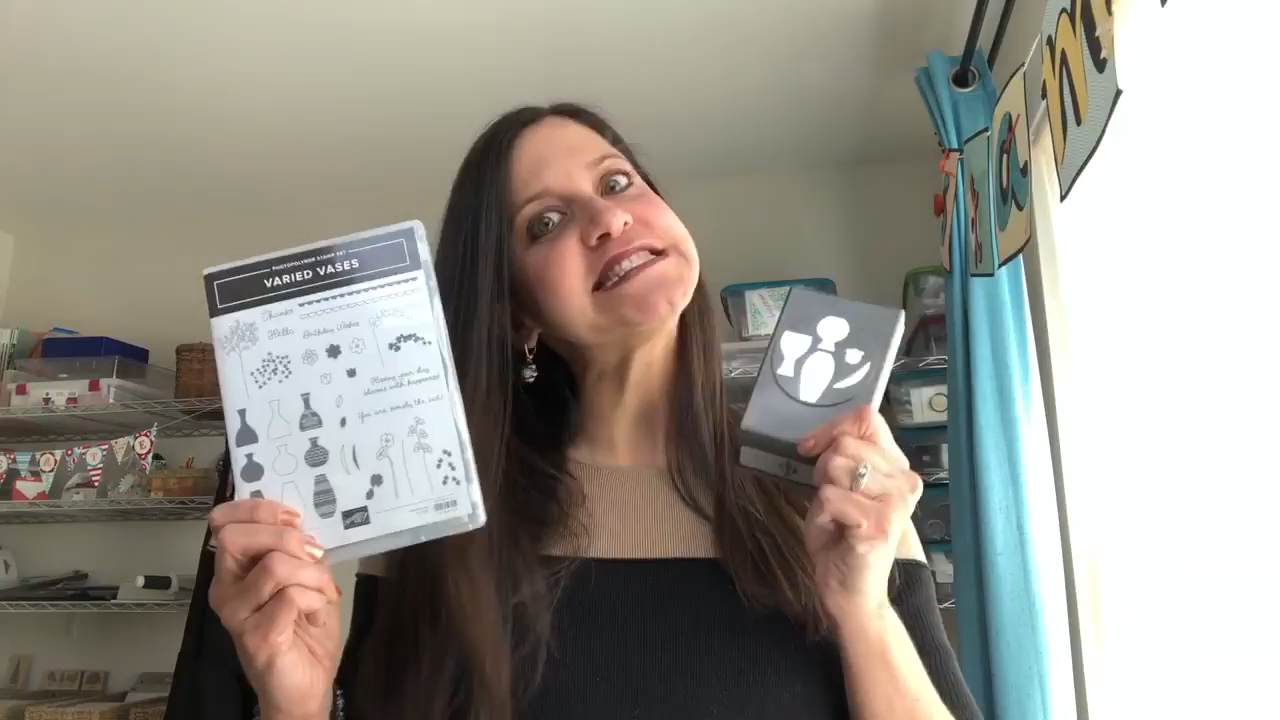 PHOTOPOLYMER STAMP SET
VARIED VASES
Thanks
Hello
Birthday Wishes
Hoping your day
blooms with happiness!
You are simply the best!